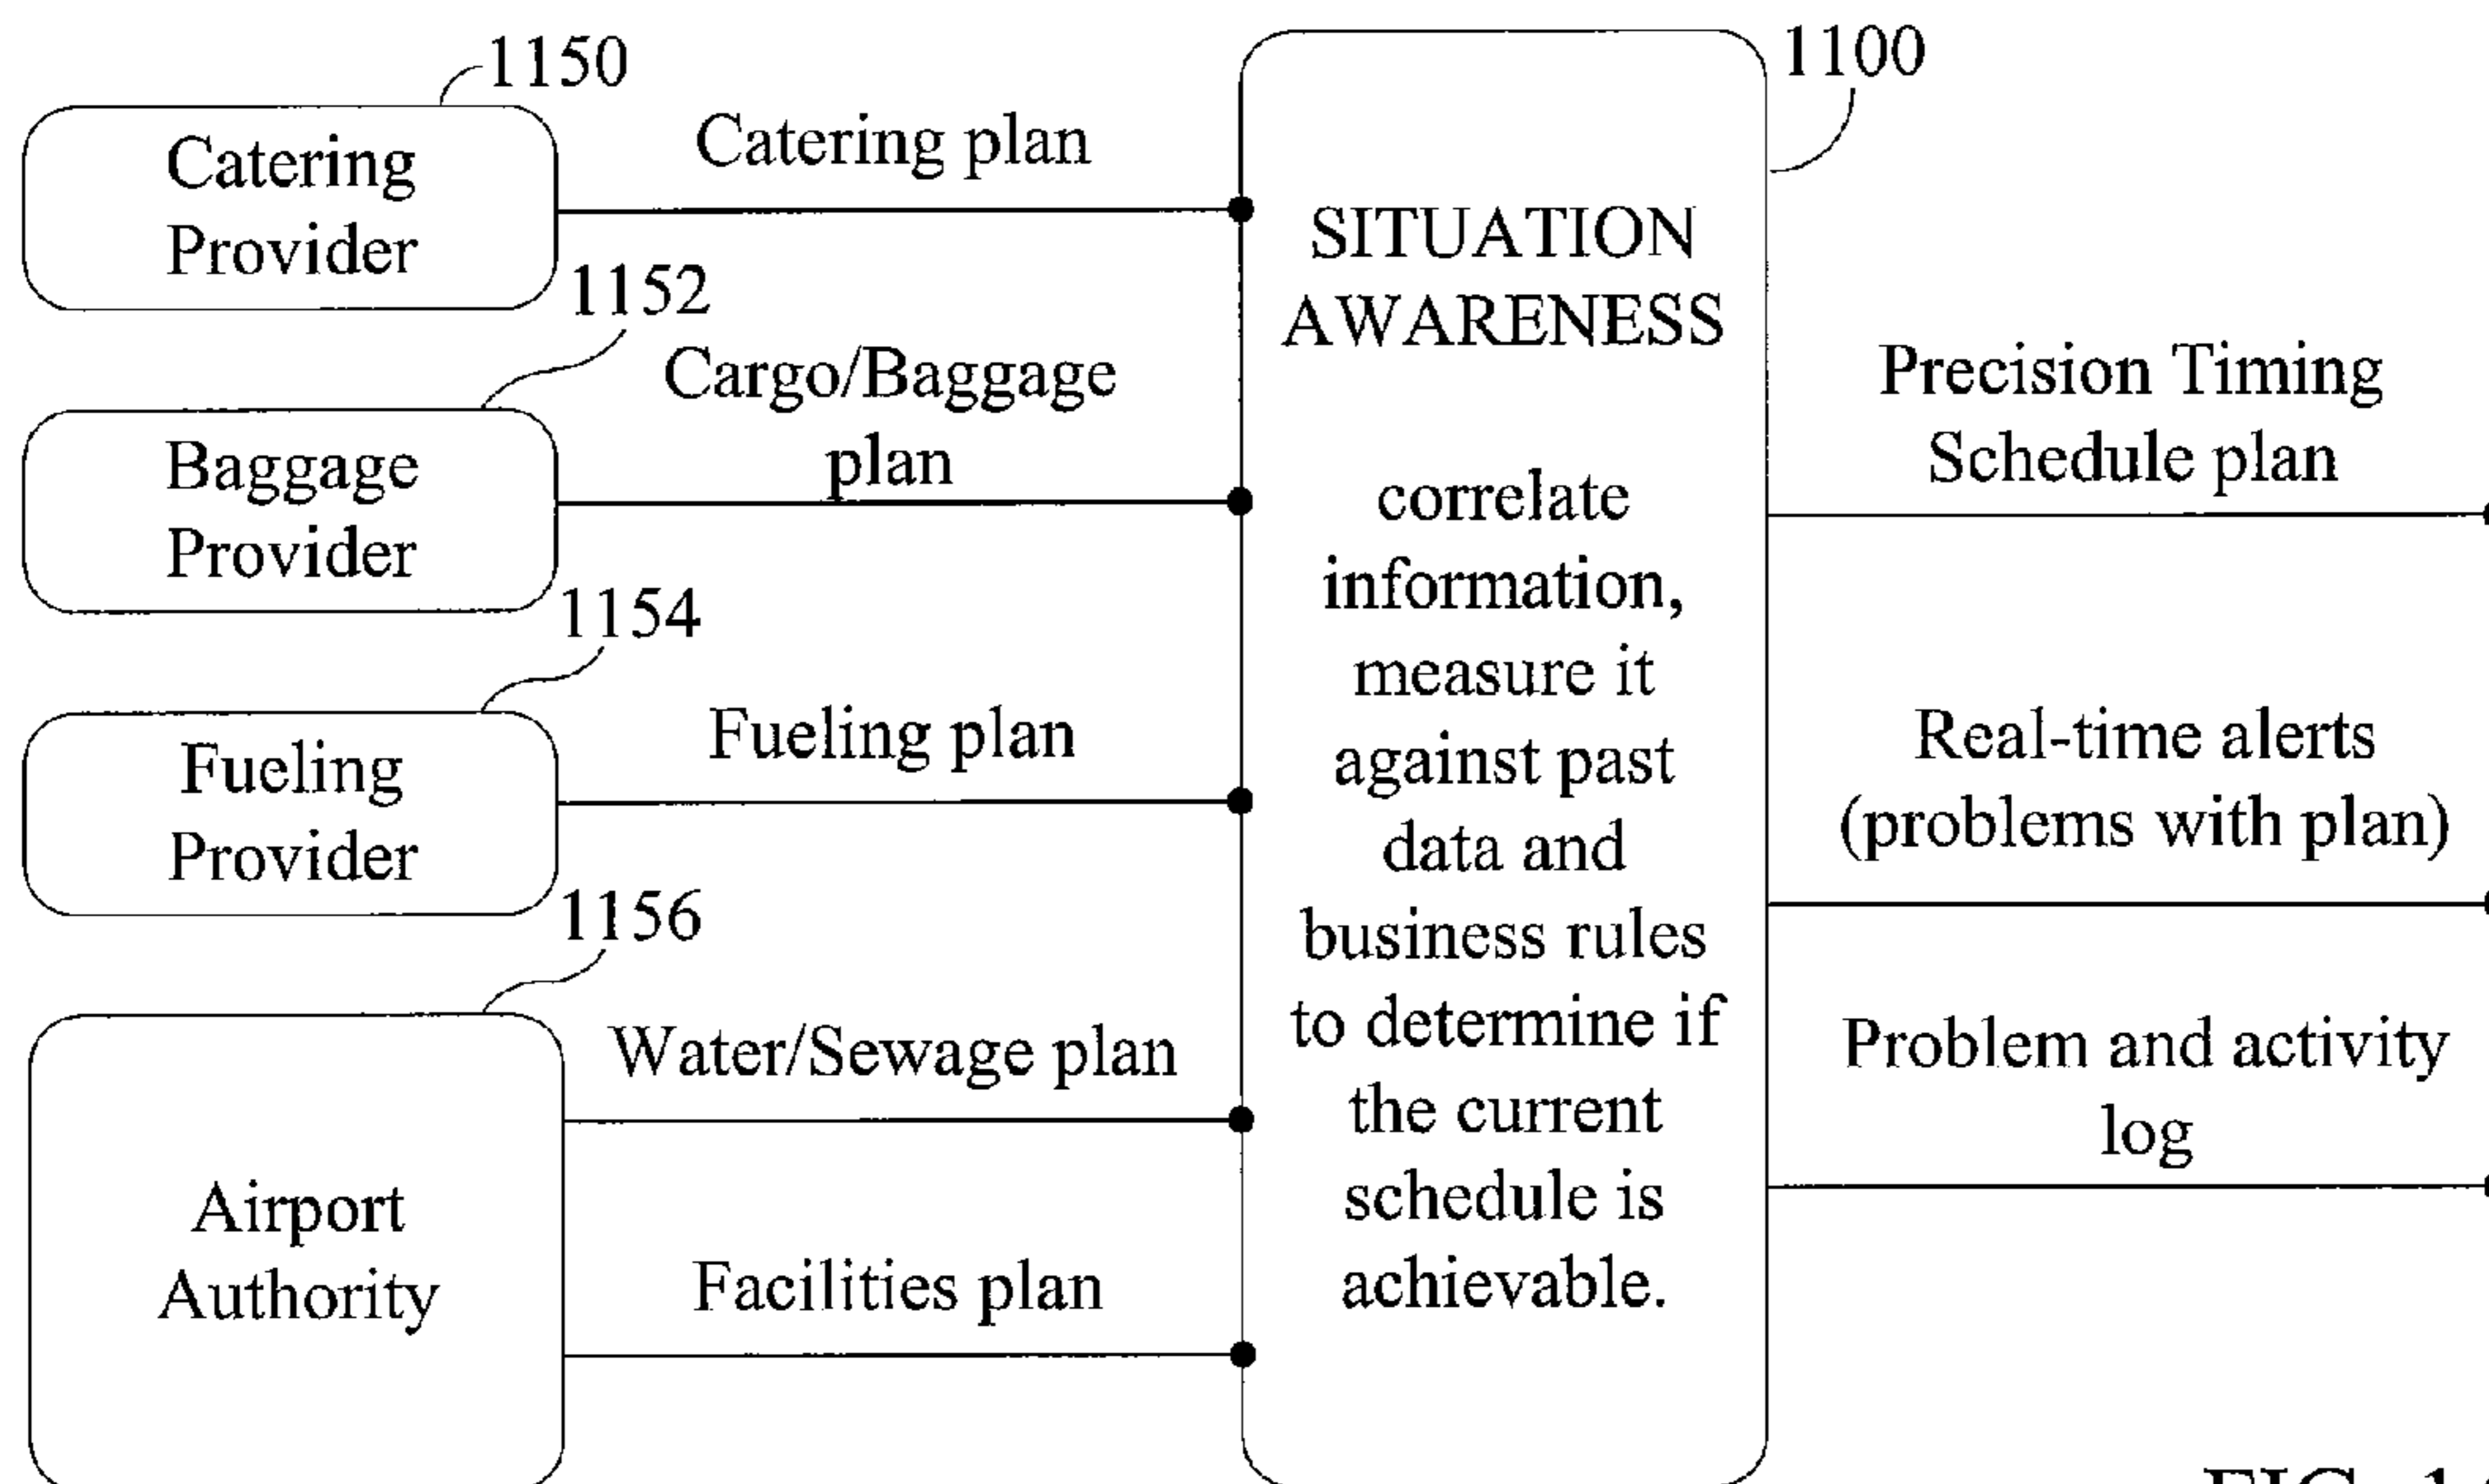 1150
Catering
Provider
Catering plan
1152
Baggage
Provider
Cargo/Baggage
plan
1154
Fueling
Provider
Fueling plan
1156
Airport
Authority
Water/Sewage plan
Facilities plan
1100
SITUATION
AWARENESS
correlate
information,
measure it
against past
data and
business rules
to determine if
the current
schedule is
achievable.
Precision Timing
Schedule plan
Real-time alerts
(problems with plan)
Problem and activity
log